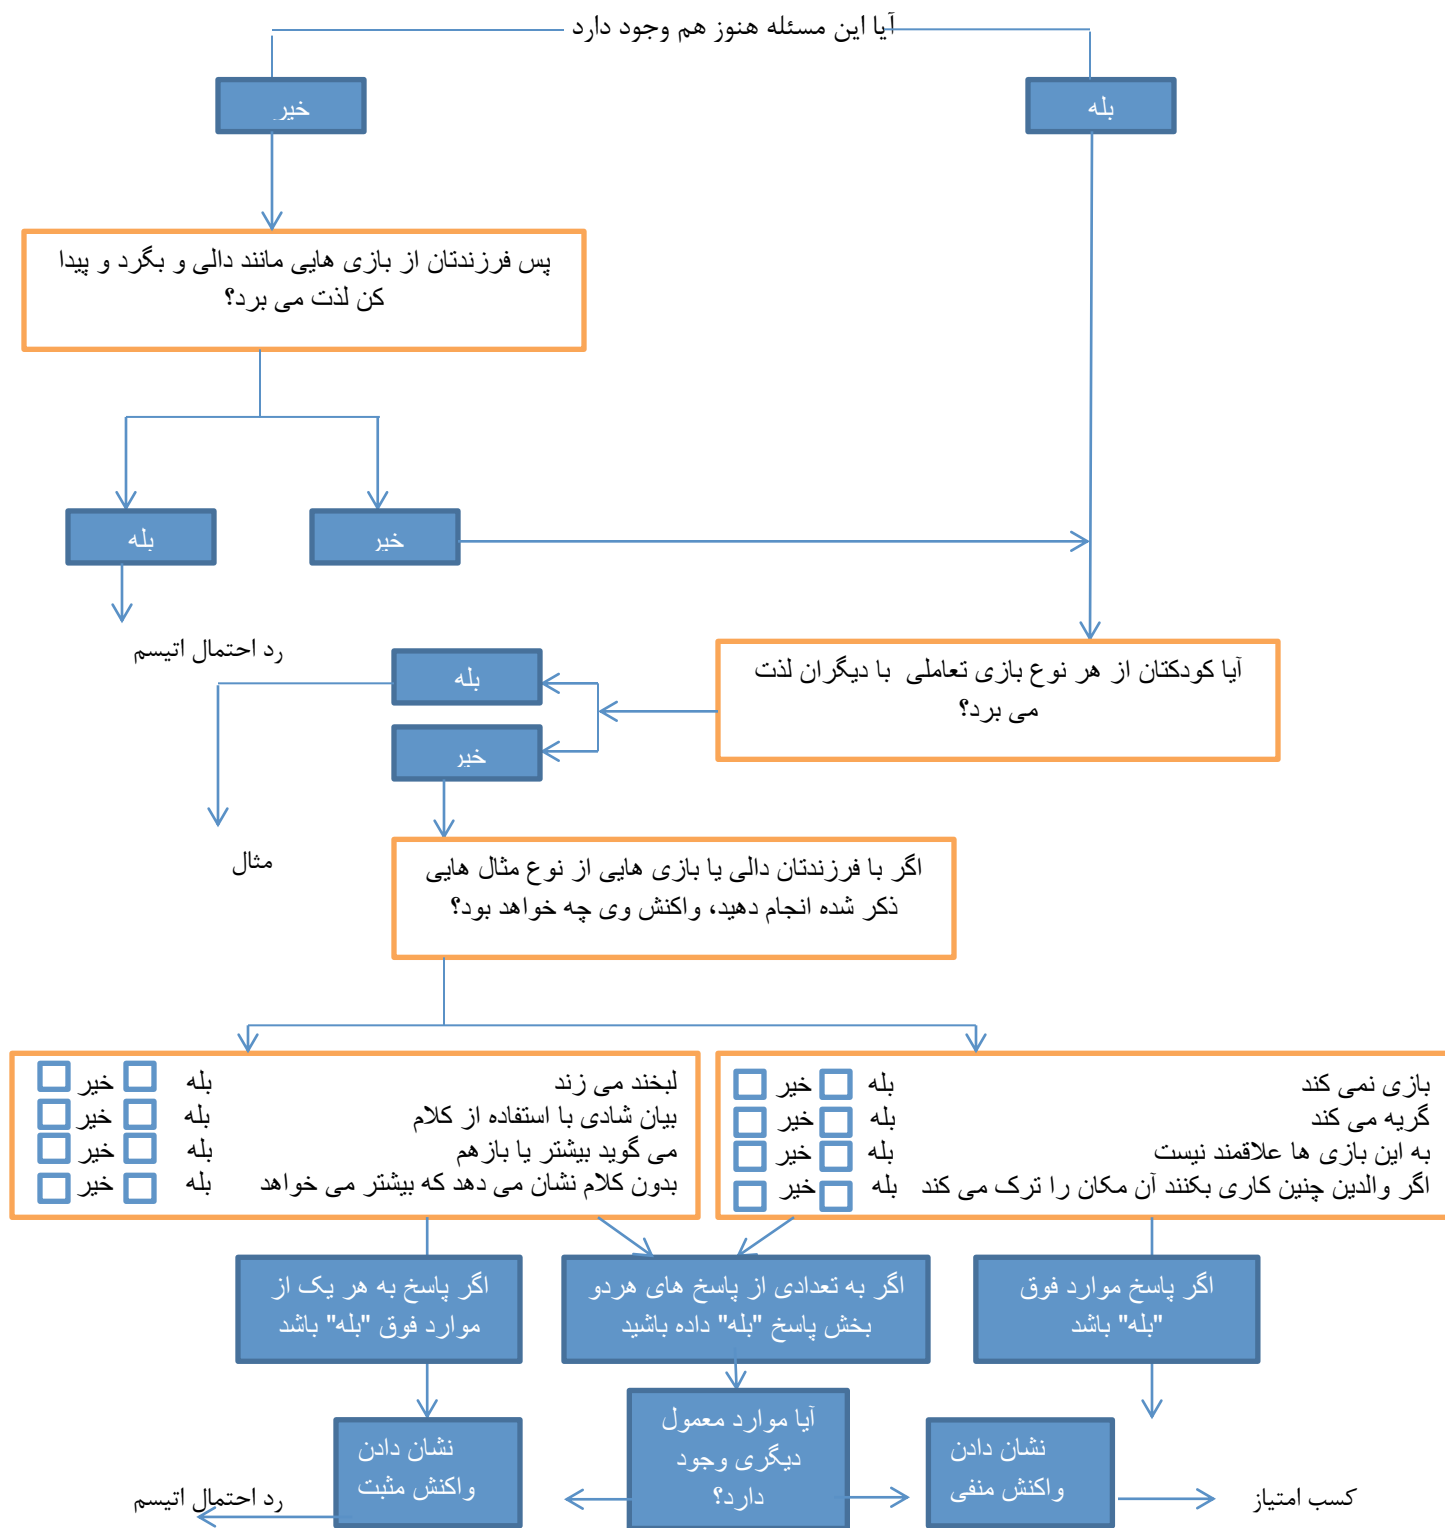 آیا این مسئله هنوز هم وجود دارد
بله
خیر
پس فرزندتان از بازی هایی مانند دالی و بگرد و پیدا
کن لذت می برد؟
خیر
بله
رد احتمال اتیسم
آیا کودکتان از هر نوع بازی تعاملی با دیگران لذت
می برد؟
بله
خیر
مثال
اگر با فرزندتان دالی یا بازی هایی از نوع مثال هایی
ذکر شده انجام دهید، واکنش وی چه خواهد بود؟
بازی نمی کند بله خیر
گریه می کند بله خیر
به این بازی ها علاقمند نیست بله خیر
اگر والدین چنین کاری بکنند آن مکان را ترک می کند بله خیر
لبخند می زند بله خیر
بیان شادی با استفاده از کلام بله خیر
می گوید بیشتر یا بازهم بله خیر
بدون کلام نشان می دهد که بیشتر می خواهد بله خیر
اگر پاسخ موارد فوق
"بله" باشد
اگر به تعدادی از پاسخ های هردو
بخش پاسخ "بله" داده باشید
اگر پاسخ به هر یک از
موارد فوق "بله" باشد
نشان دادن
واکنش منفی
آیا موارد معمول
دیگری وجود
دارد؟
نشان دادن
واکنش مثبت
کسب امتیاز
رد احتمال اتیسم